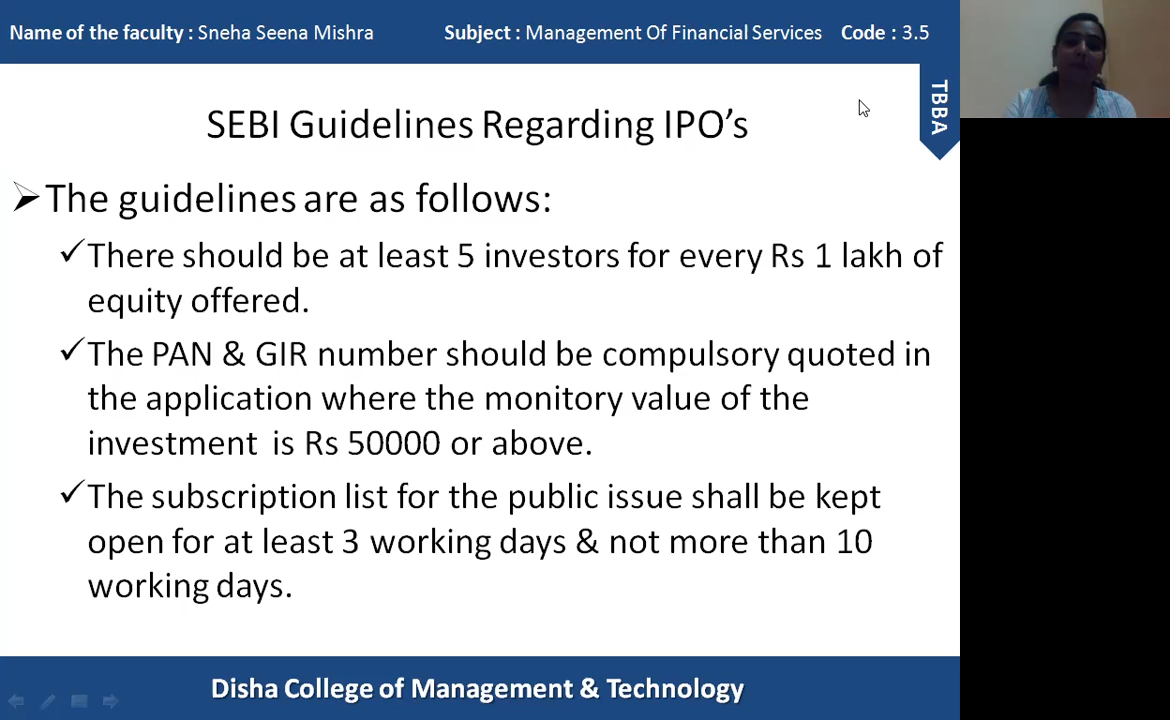 Name of the faculty : Sneha Seena Mishra Subject : Management Of Financial Services Code : 3.5
TBBA
SEBI Guidelines Regarding IPO’s
The guidelines are as follows:
There should be at least 5 investors for every Rs 1 lakh of
equity offered.
The PAN & GIR number should be compulsory quoted in
the application where the monitory value of the
investment is Rs 50000 or above.
The subscription list for the public issue shall be kept
open for at least 3 working days & not more than 10
working days.
Disha College of Management & Technology